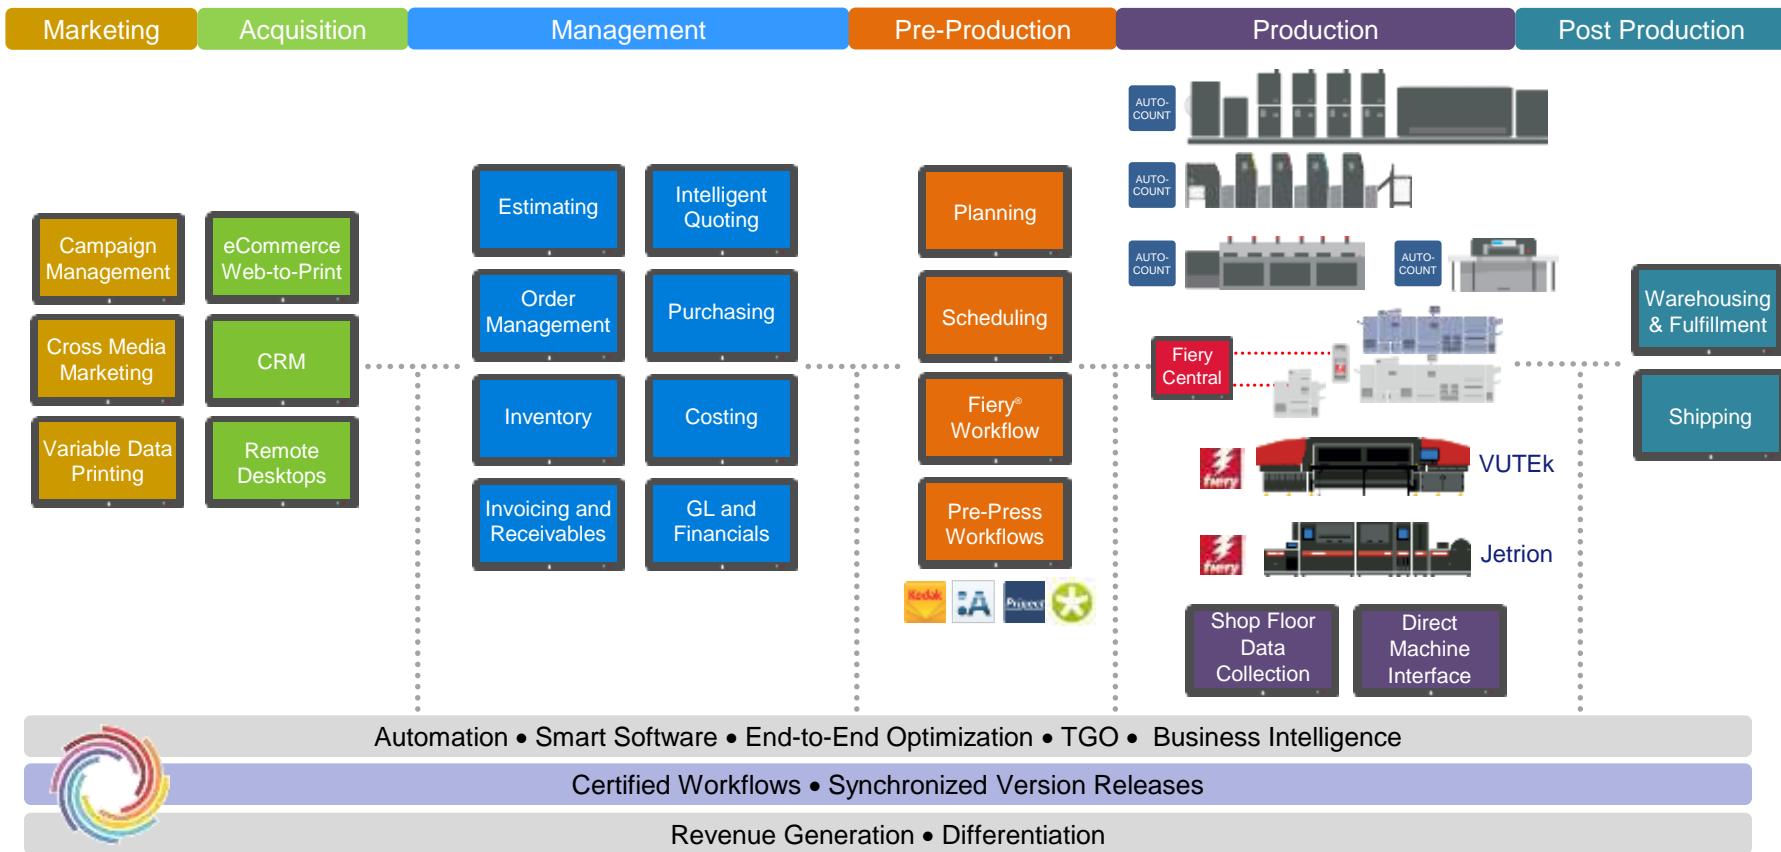 Marketing
Acquisition
Management
Pre-Production
Production
Post Production
Campaign
Management
Cross Media
Marketing
Variable Data
Printing
eCommerce
Web-to-Print
CRM
Remote
Desktops
Estimating
Intelligent
Quoting
Order
Management
Purchasing
Inventory
Costing
Invoicing and
Receivables
GL and
Financials
Planning
Scheduling
Fiery®
Workflow
Pre-Press
Workflows
Kodak
:A
Prinect
AUTO-
COUNT
AUTO-
COUNT
AUTO-
COUNT
AUTO-
COUNT
Fiery
Central
fiery
VUTEk
fiery
Jetrion
Shop Floor
Data
Collection
Direct
Machine
Interface
Warehousing
& Fulfillment
Shipping
Automation • Smart Software • End-to-End Optimization • TGO • Business Intelligence
Certified Workflows • Synchronized Version Releases
Revenue Generation • Differentiation